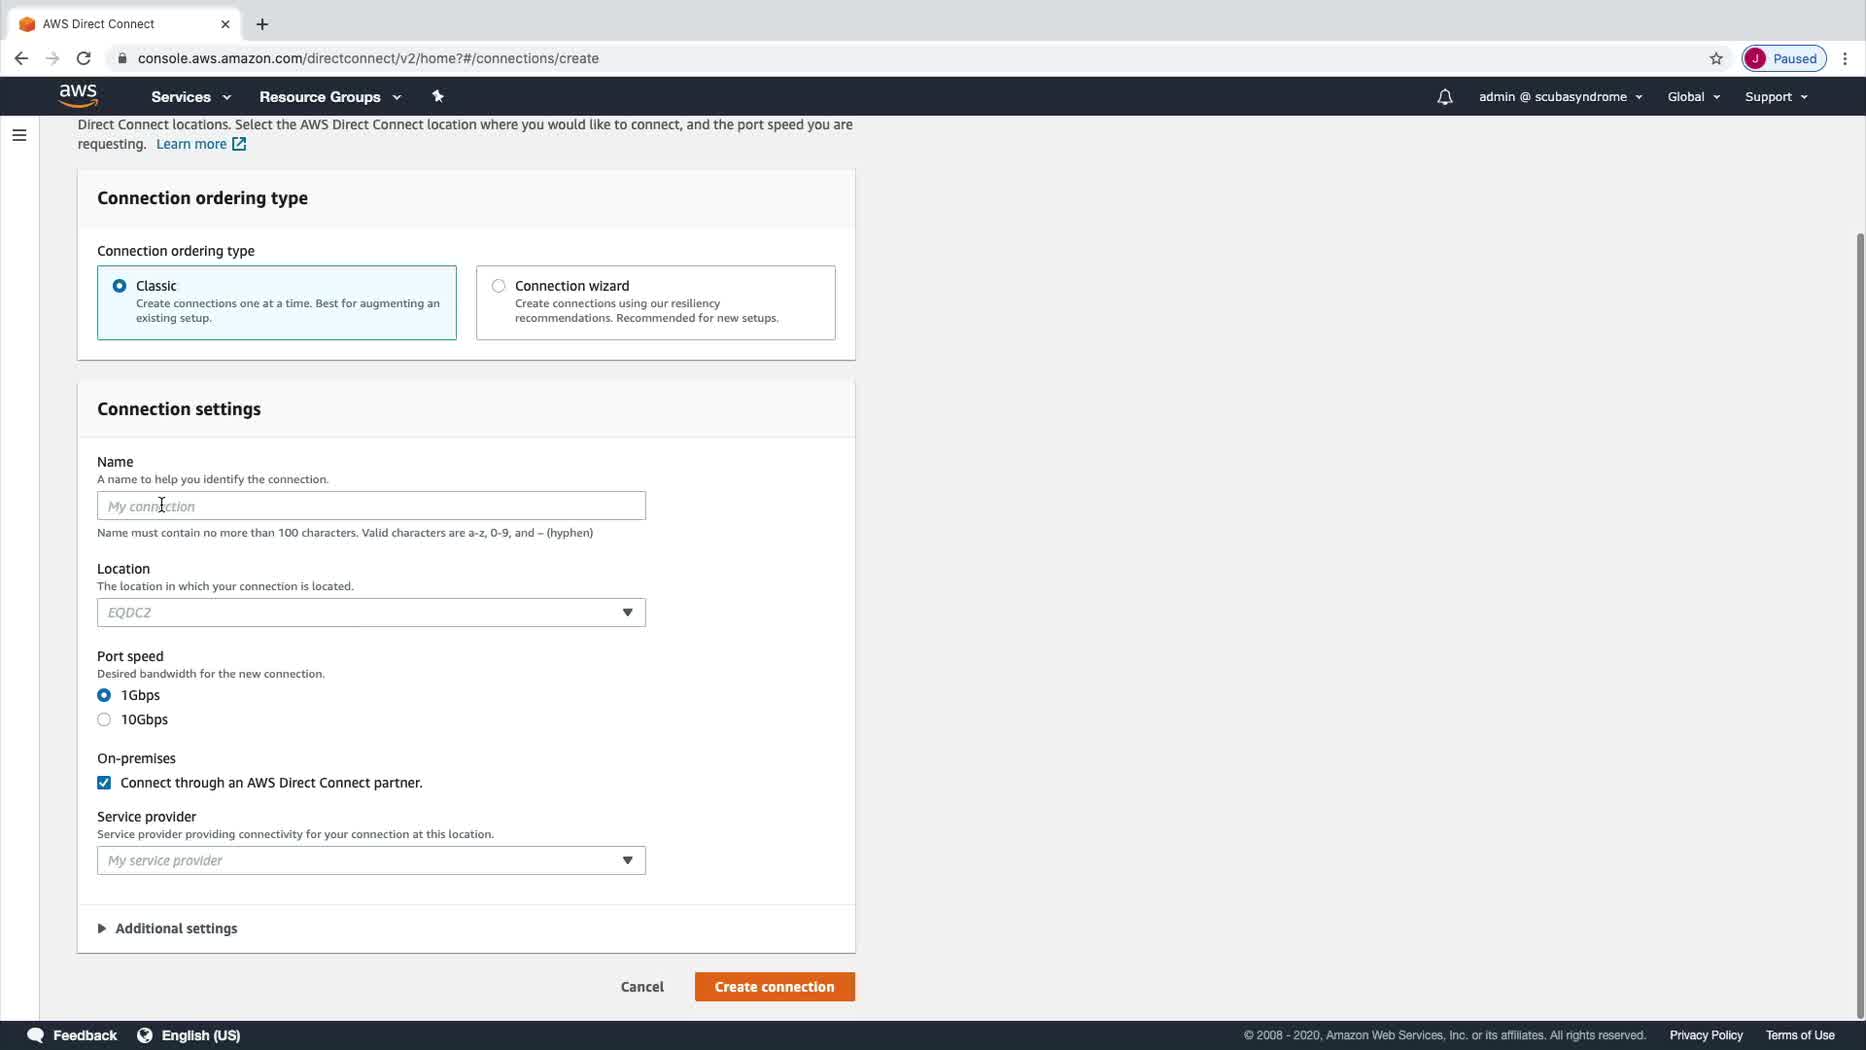 AWS Direct Connect
console.aws.amazon.com/directconnect/v2/home?#/connections/create
J Paused
aws Services Resource Groups admin @ scubasyndrome Global Support
Direct Connect locations. Select the AWS Direct Connect location where you would like to connect, and the port speed you are
requesting. Learn more
Connection ordering type
Connection ordering type
Classic
Create connections one at a time. Best for augmenting an
existing setup.
Connection wizard
Create connections using our resiliency
recommendations. Recommended for new setups.
Connection settings
Name
A name to help you identify the connection.
My connection
Name must contain no more than 100 characters. Valid characters are a-z, 0-9, and – (hyphen)
Location
The location in which your connection is located.
EQDC2
Port speed
Desired bandwidth for the new connection.
1Gbps
10Gbps
On-premises
Connect through an AWS Direct Connect partner.
Service provider
Service provider providing connectivity for your connection at this location.
My service provider
Additional settings
Cancel Create connection
Feedback English (US) © 2008 - 2020, Amazon Web Services, Inc. or its affiliates. All rights reserved. Privacy Policy Terms of Use